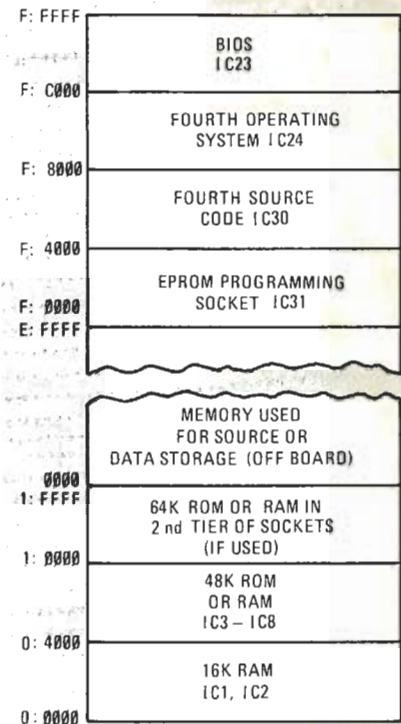 F: FFFF
BIOS
IC23
F: C000
FOURTH OPERATING
SYSTEM IC24
F: 8000
FOURTH SOURCE
CODE IC30
F: 4000
EPROM PROGRAMMING
SOCKET IC31
F: 0000
E: FFFF
MEMORY USED
FOR SOURCE OR
DATA STORAGE (OFF BOARD)
0000
1: FFFF
64K ROM OR RAM IN
2 nd TIER OF SOCKETS
(IF USED)
1: 0000
48K ROM
OR RAM
IC3 – IC8
0: 4000
16K RAM
IC1, IC2
0: 0000